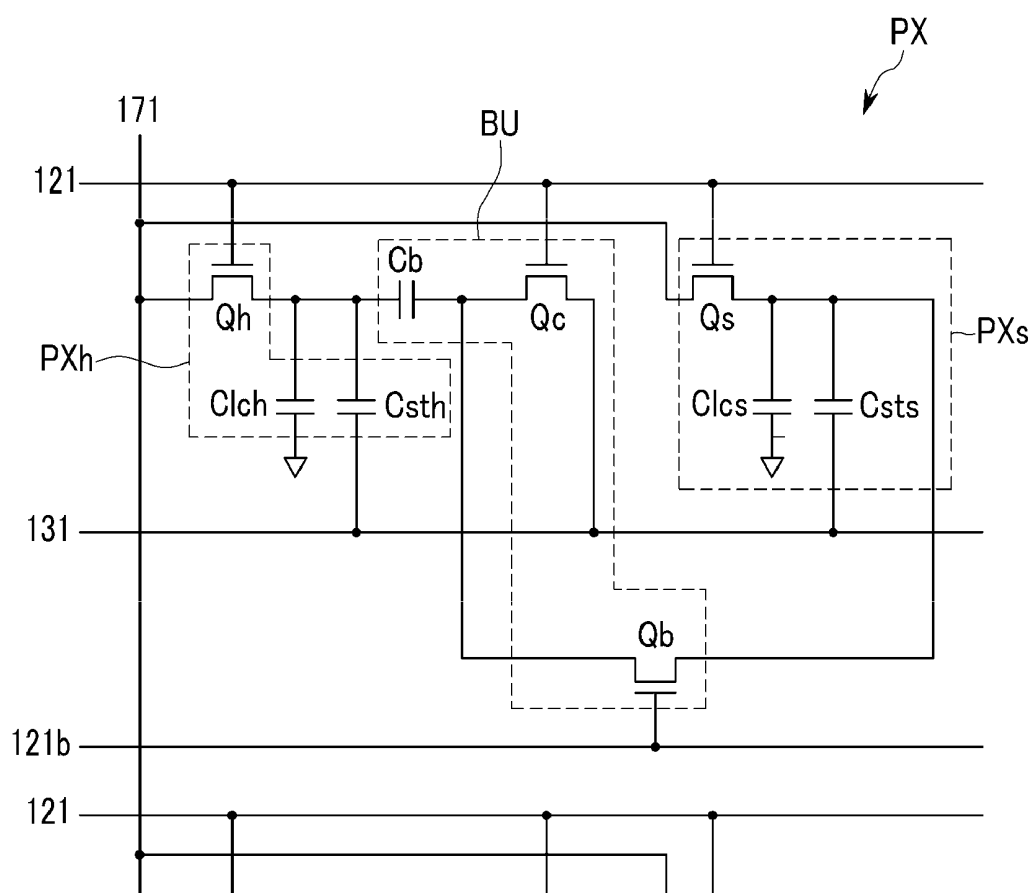 PX
171
BU
121
Cb
Qh
Qc
Qs
PXh
PXs
Clch
Csth
Clcs
Csts
131
Qb
121b
121